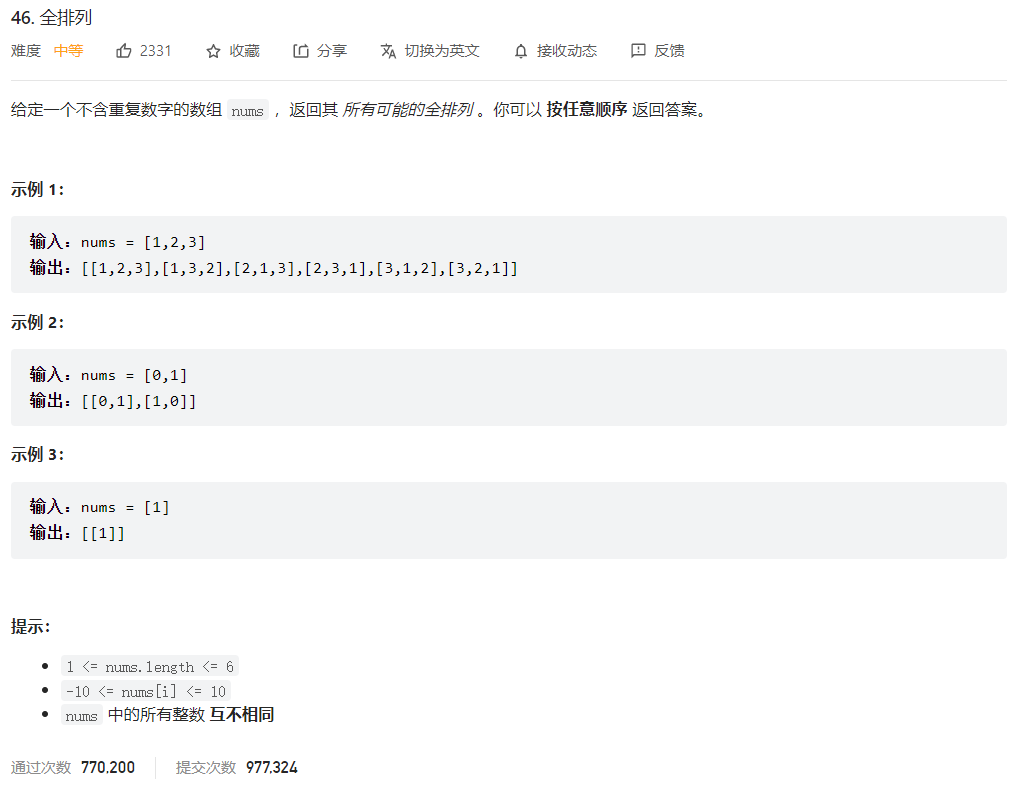 46. 全排列
难度 中等 2331 收藏 分享 切换为英文 接收动态 反馈
给定一个不含重复数字的数组 nums ，返回其 所有可能的全排列 。你可以 按任意顺序 返回答案。
示例 1：
输入：nums = [1,2,3]
输出：[[1,2,3],[1,3,2],[2,1,3],[2,3,1],[3,1,2],[3,2,1]]
示例 2：
输入：nums = [0,1]
输出：[[0,1],[1,0]]
示例 3：
输入：nums = [1]
输出：[[1]]
提示：
1 <= nums.length <= 6
-10 <= nums[i] <= 10
nums 中的所有整数 互不相同
通过次数 770,200 提交次数 977,324